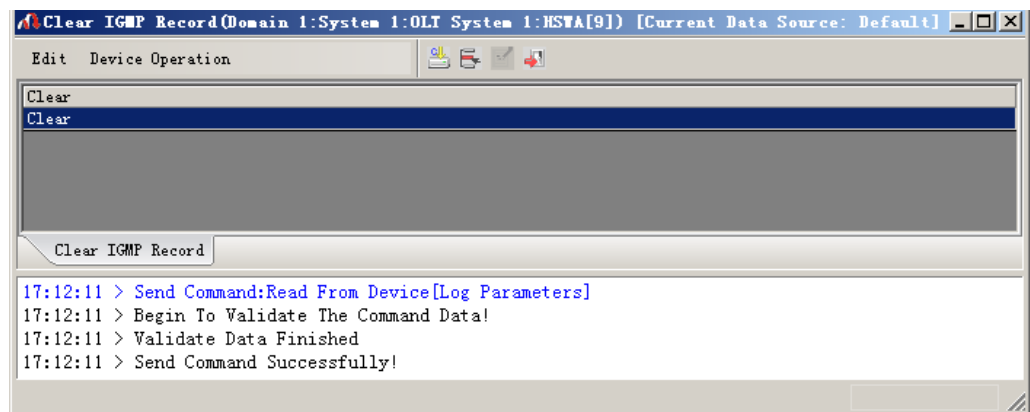 Clear IGMP Record(Domain 1:System 1:OLT System 1:HSWA[9]) [Current Data Source: Default]
Edit Device Operation
Clear
Clear
Clear IGMP Record
17:12:11 > Send Command:Read From Device[Log Parameters]
17:12:11 > Begin To Validate The Command Data!
17:12:11 > Validate Data Finished
17:12:11 > Send Command Successfully!